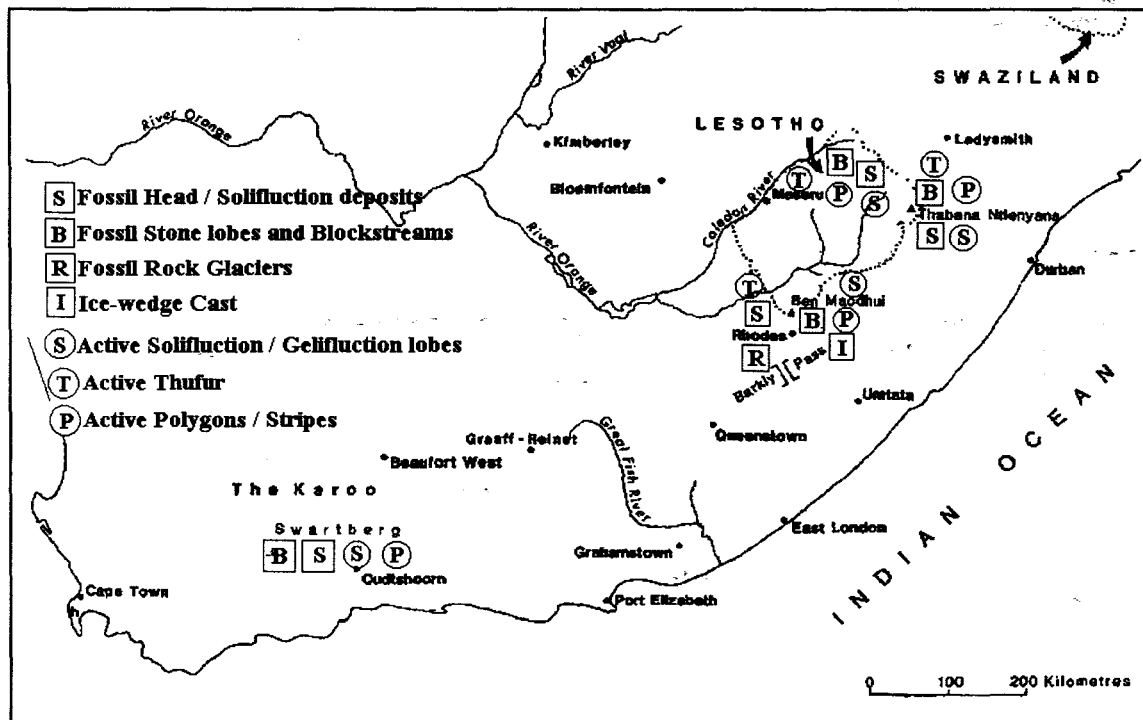 SWAZILAND
River Vaal
River Orange
LESOTHO
Ladysmith
Kimberley
Bloemfontein
Maseru
Caledon River
T
B
S
P
S
T
B
P
Thabana Ntlenyana
S
S
Durban
S Fossil Head / Solifluction deposits
B Fossil Stone lobes and Blockstreams
R Fossil Rock Glaciers
I Ice-wedge Cast
S Active Solifluction / Gelifluction lobes
T Active Thufur
P Active Polygons / Stripes
River Orange
T
S
Ben Macdhui
S
B
P
Rhodes
R
I
Barkly Pass
Umtata
Queenstown
Graaff-Reinet
Great Fish River
Beaufort West
The Karoo
Swartberg
B
S
S
P
Oudtshoorn
Grahamstown
East London
Port Elizabeth
Cape Town
INDIAN OCEAN
0 100 200 Kilometres